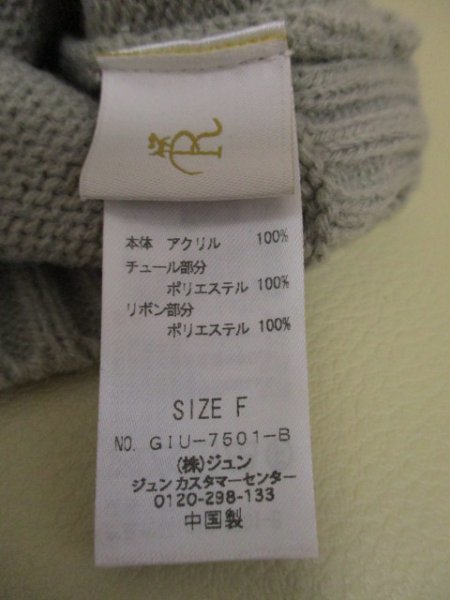 R
本体 アクリル 100%
チュール部分
ポリエステル 100%
リボン部分
ポリエステル 100%
SIZE F
NO. GIU-7501-B
(株)ジュン
ジュンカスタマーセンター
0120-298-133
中国製